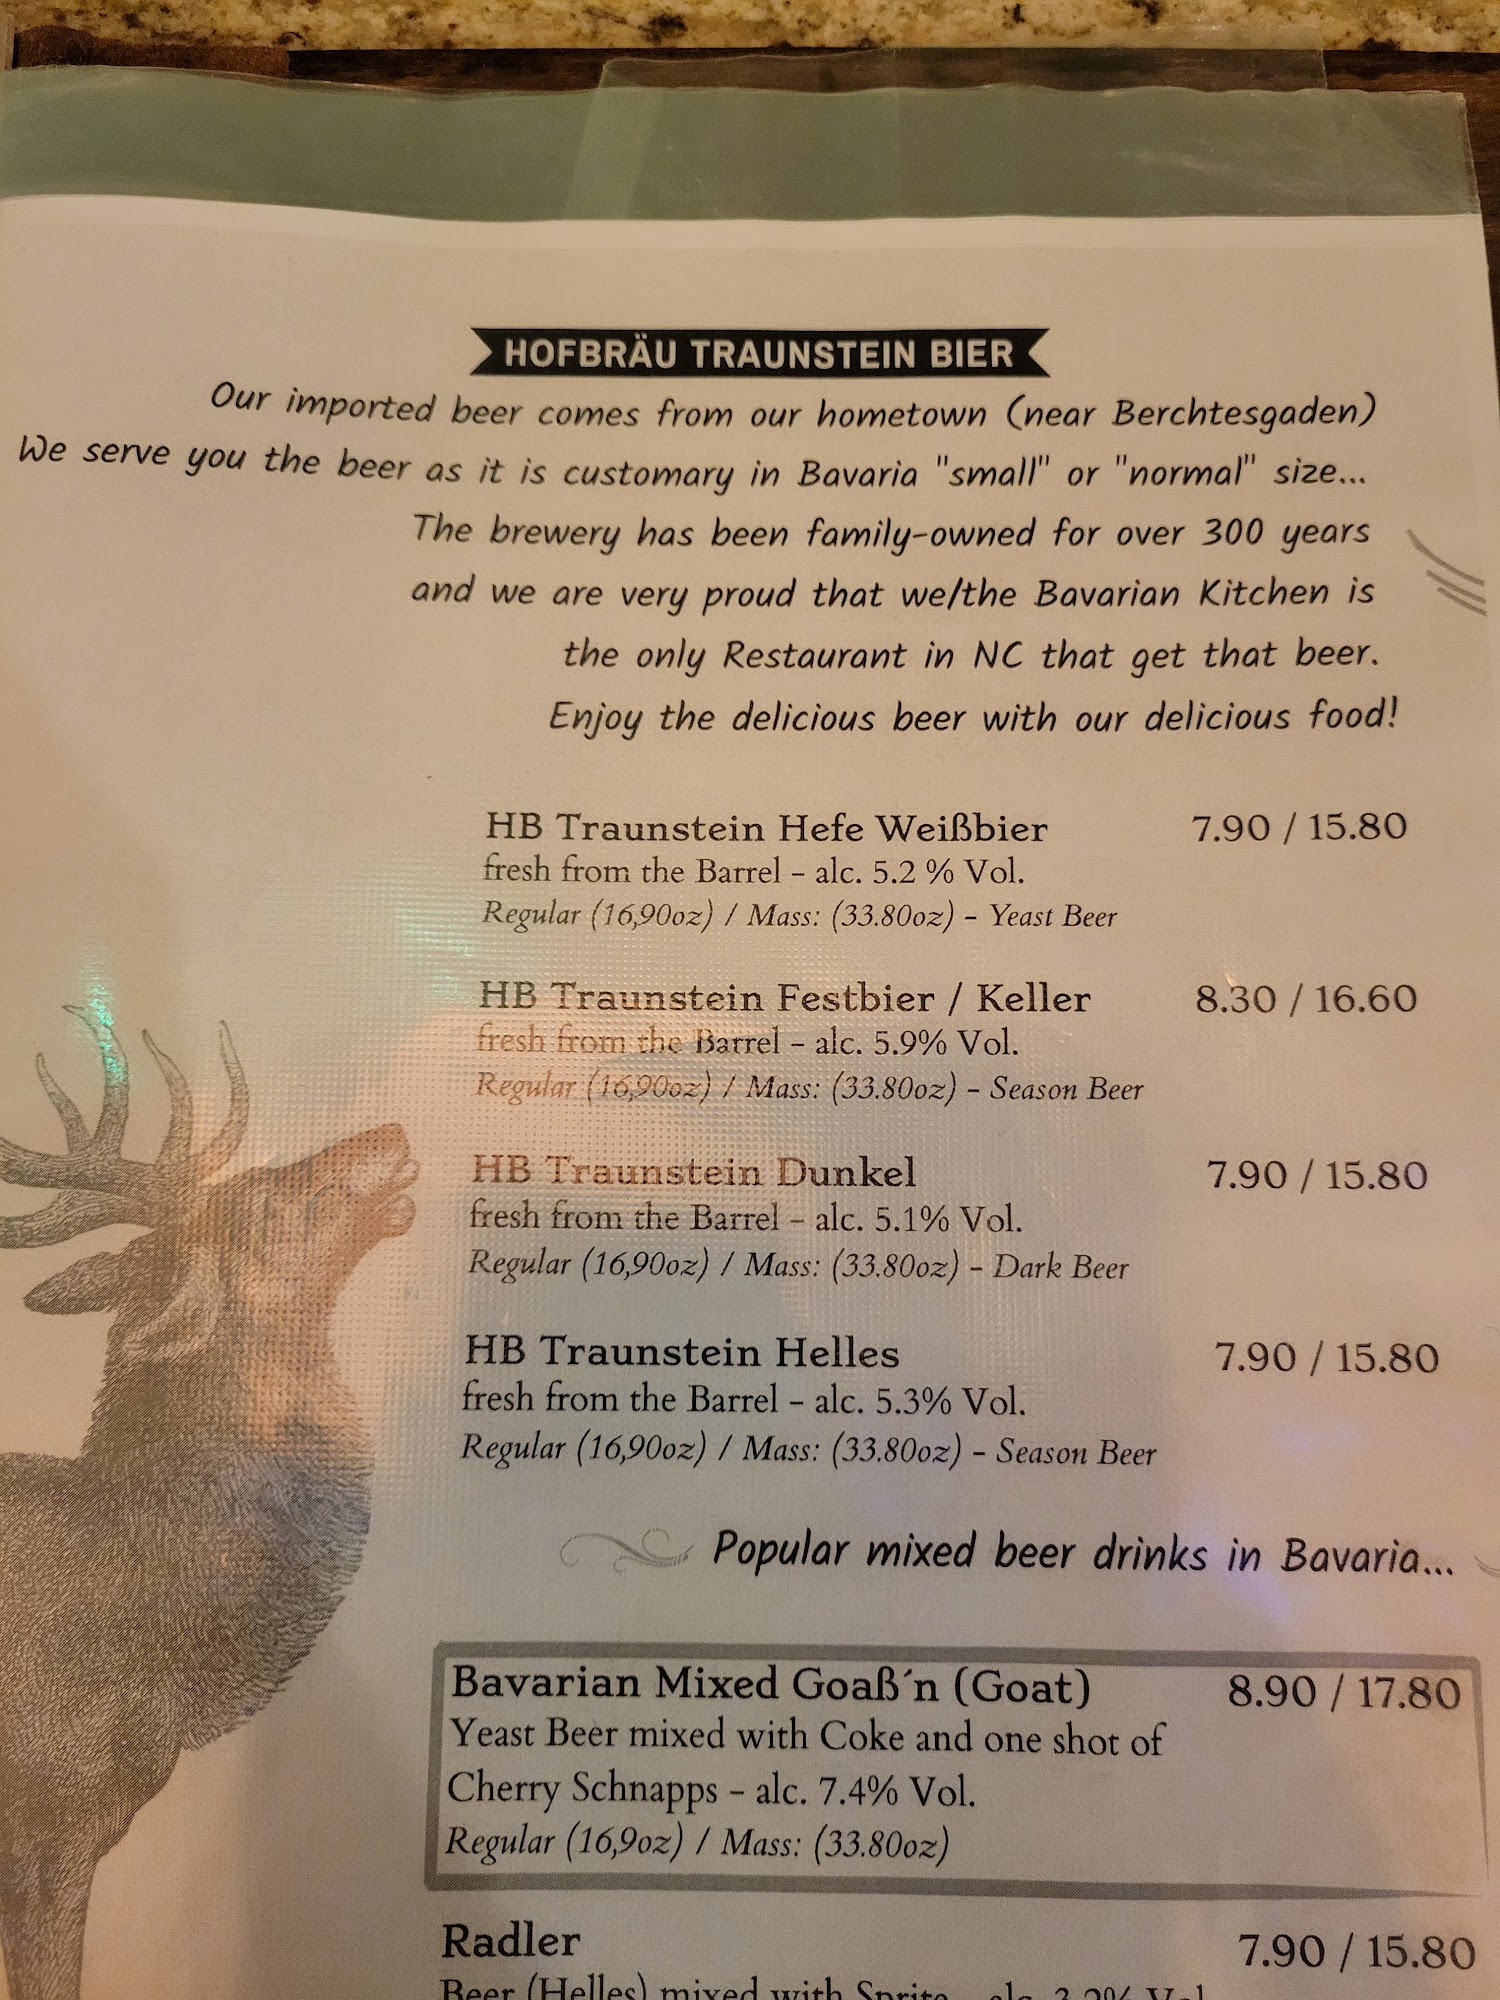 HOFBRÄU TRAUNSTEIN BIER
Our imported beer comes from our hometown (near Berchtesgaden)
We serve you the beer as it is customary in Bavaria "small" or "normal" size...
The brewery has been family-owned for over 300 years
and we are very proud that we/the Bavarian Kitchen is
the only Restaurant in NC that get that beer.
Enjoy the delicious beer with our delicious food!
HB Traunstein Hefe Weißbier 7.90 / 15.80
fresh from the Barrel - alc. 5.2 % Vol.
Regular (16,90oz) / Mass: (33.80oz) - Yeast Beer
HB Traunstein Festbier / Keller 8.30 / 16.60
fresh from the Barrel - alc. 5.9% Vol.
Regular (16,90oz) / Mass: (33.80oz) - Season Beer
HB Traunstein Dunkel 7.90 / 15.80
fresh from the Barrel - alc. 5.1% Vol.
Regular (16,90oz) / Mass: (33.80oz) - Dark Beer
HB Traunstein Helles 7.90 / 15.80
fresh from the Barrel - alc. 5.3% Vol.
Regular (16,90oz) / Mass: (33.80oz) - Season Beer
Popular mixed beer drinks in Bavaria...
Bavarian Mixed Goaß´n (Goat) 8.90 / 17.80
Yeast Beer mixed with Coke and one shot of
Cherry Schnapps - alc. 7.4% Vol.
Regular (16,9oz) / Mass: (33.80oz)
Radler 7.90 / 15.80
Beer (Helles) mixed with Sprite - alc. Vol.